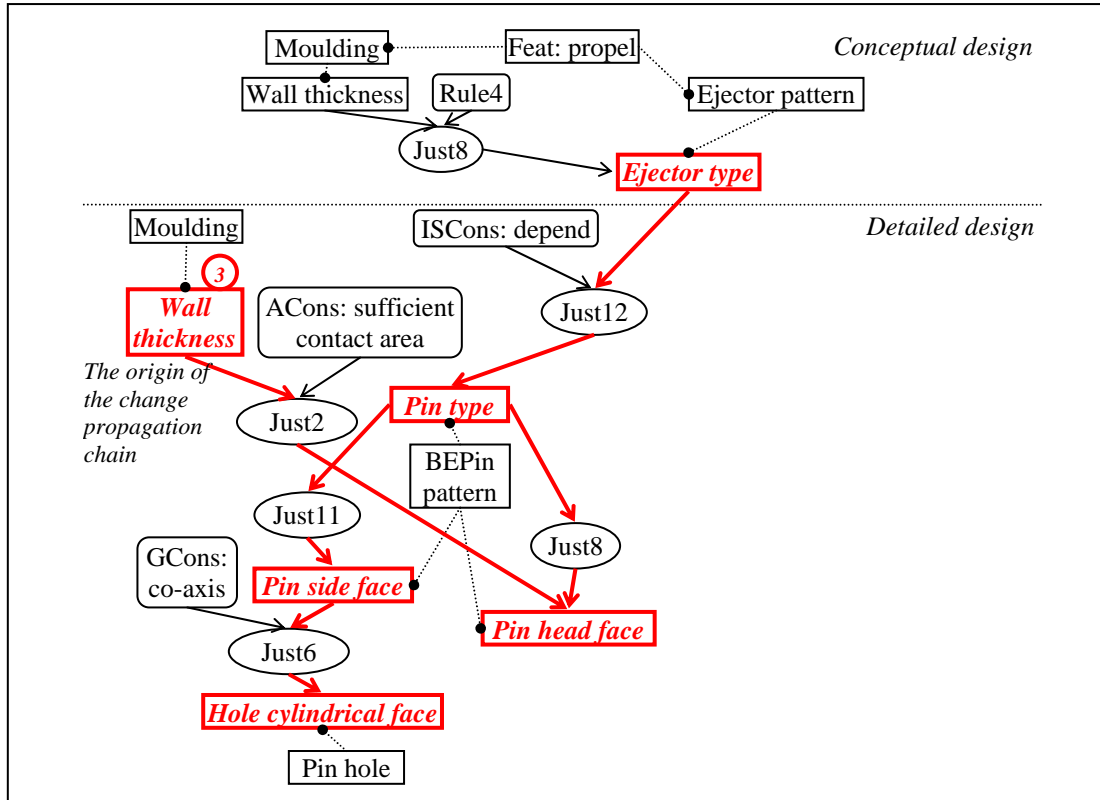 Moulding
Feat: propel
Conceptual design
Wall thickness
Rule4
Ejector pattern
Just8
Ejector type
Moulding
ISCons: depend
Detailed design
3
Wall
thickness
ACons: sufficient
contact area
Just12
The origin of
the change
propagation
chain
Just2
Pin type
BEPin
pattern
Just11
Just8
GCons:
co-axis
Pin side face
Pin head face
Just6
Hole cylindrical face
Pin hole